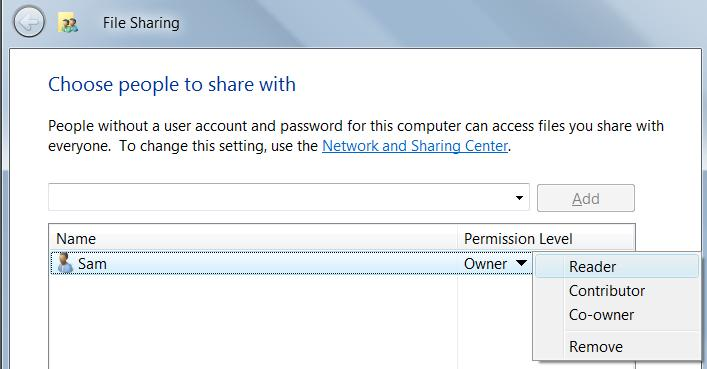 File Sharing
Choose people to share with
People without a user account and password for this computer can access files you share with
everyone. To change this setting, use the Network and Sharing Center.
Add
Name Permission Level
Sam Owner
Reader
Contributor
Co-owner
Remove